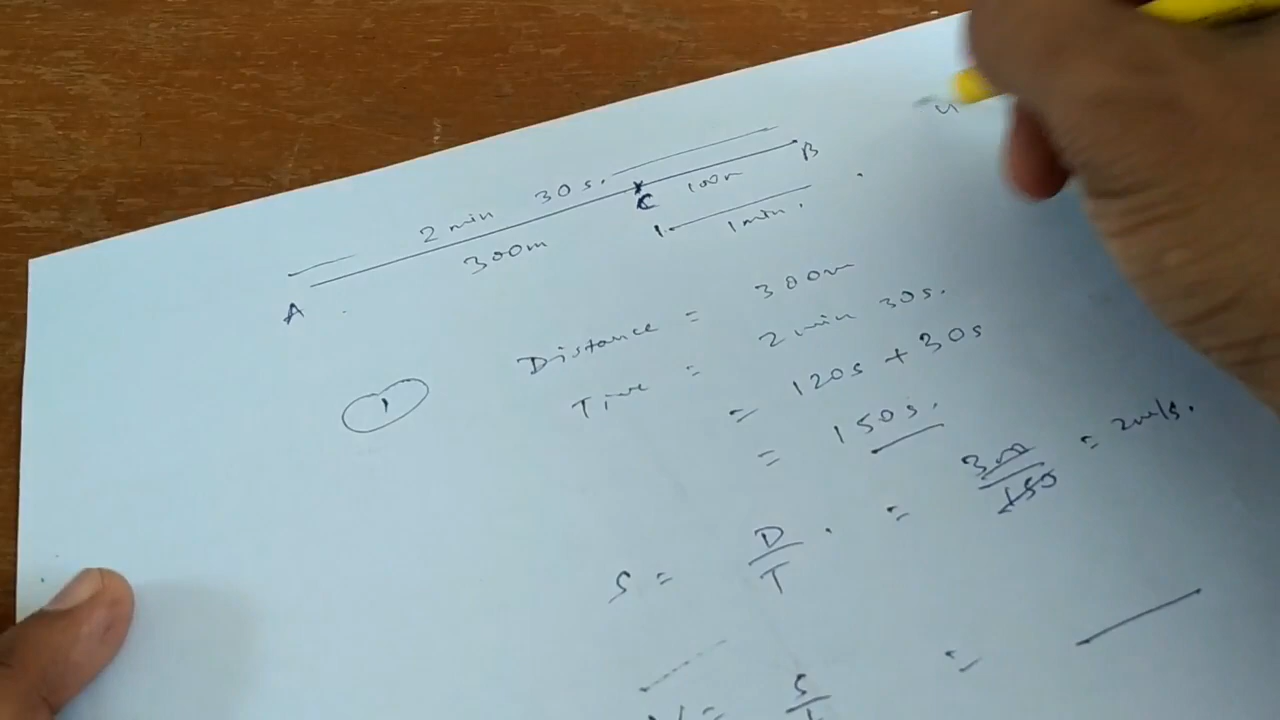 2 min 30s.
B
100m
C
300m
1 min.
A
Distance = 300m
Time = 2 min 30s.
= 120s + 30s
1
= 150s.
S = D/T = 300/150 = 2m/s.
V = S/t =